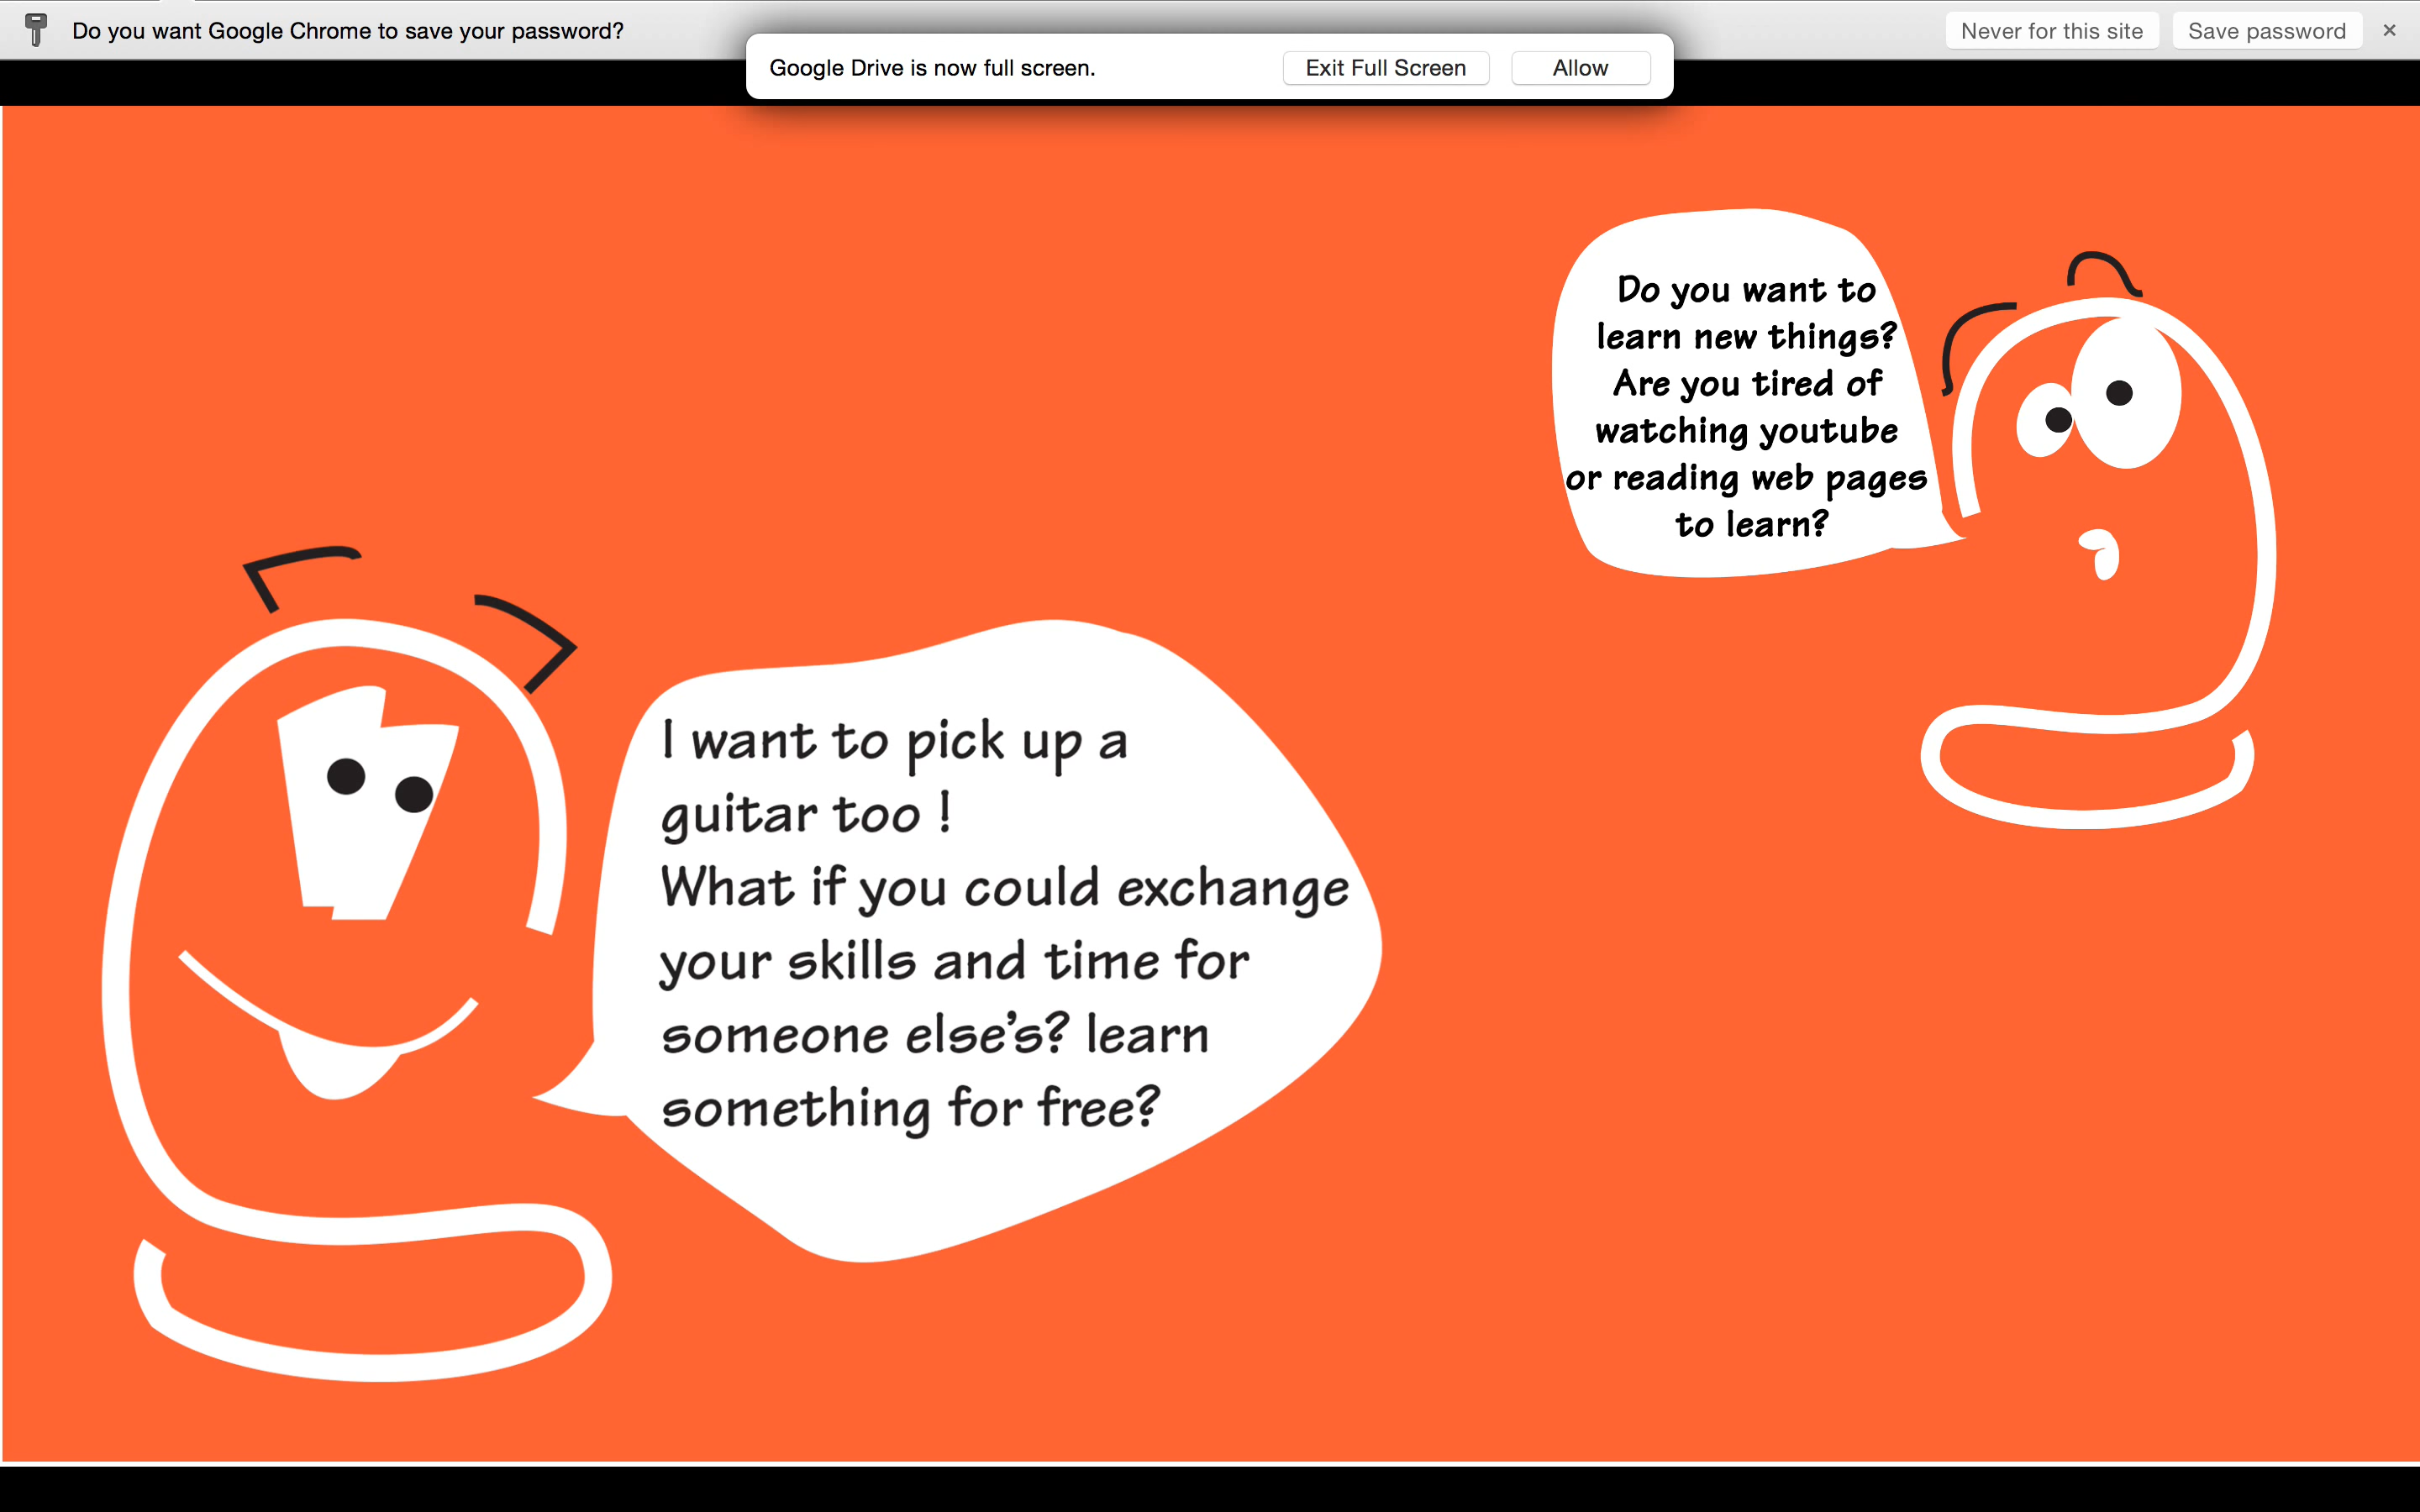 Do you want Google Chrome to save your password?
Never for this site
Save password
Google Drive is now full screen.
Exit Full Screen
Allow
Do you want to
learn new things?
Are you tired of
watching youtube
or reading web pages
to learn?
I want to pick up a
guitar too !
What if you could exchange
your skills and time for
someone else's? learn
something for free?